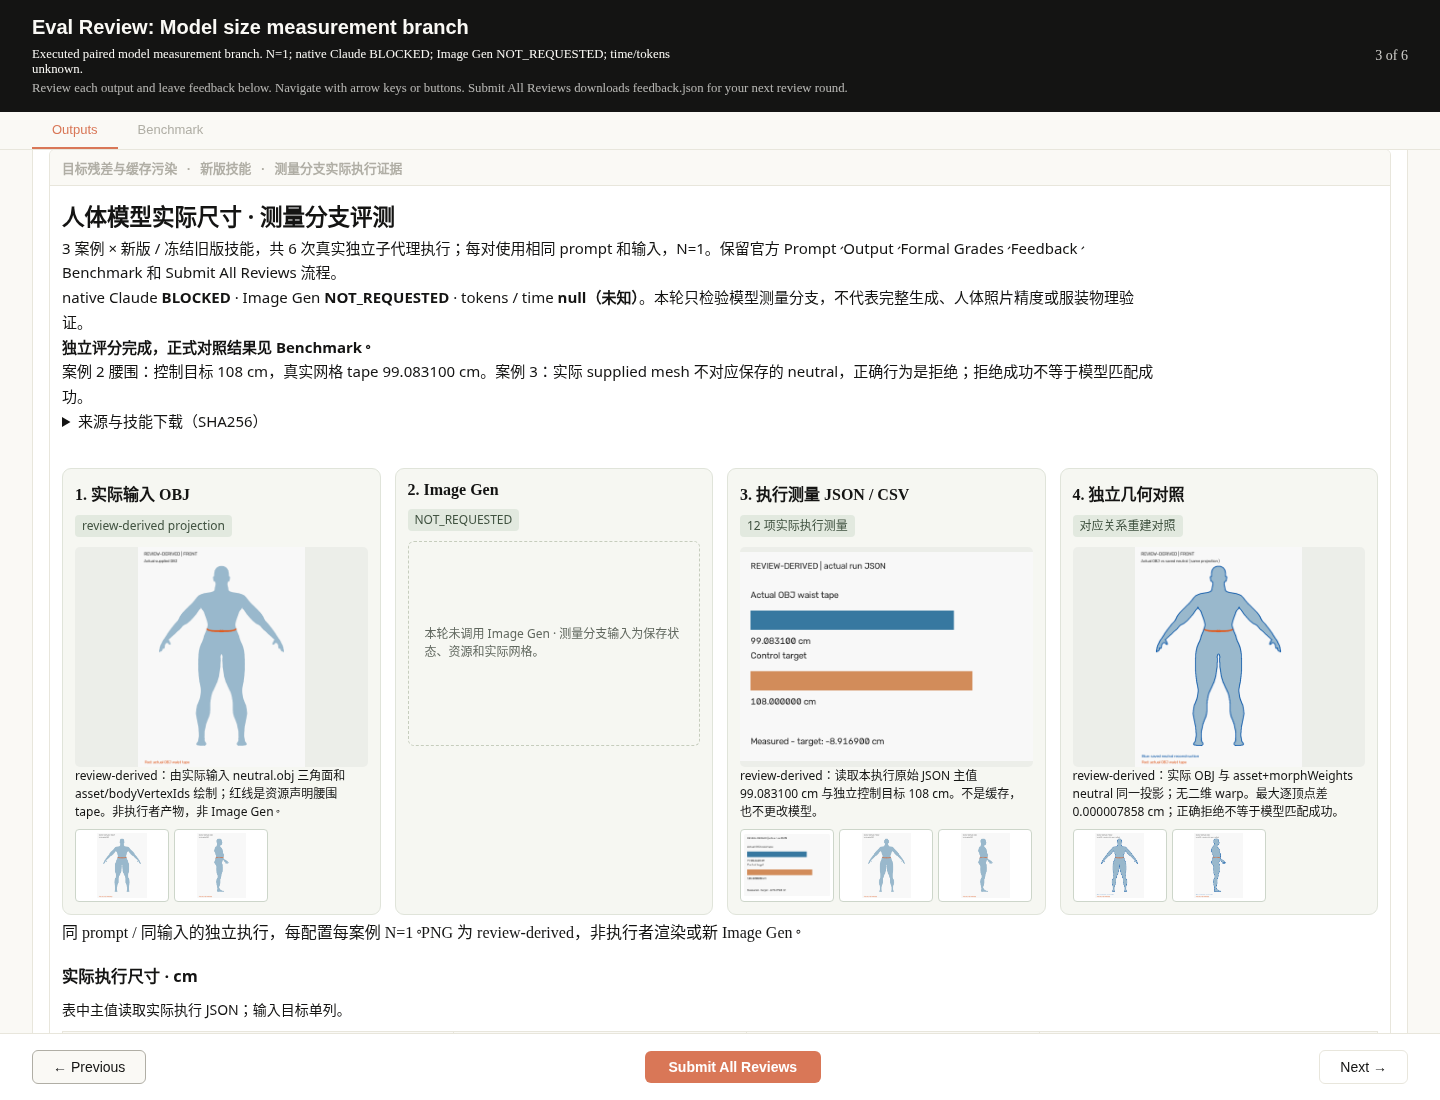 Eval Review: Model size measurement branch
Executed paired model measurement branch. N=1; native Claude BLOCKED; Image Gen NOT_REQUESTED; time/tokens
unknown.
3 of 6
Review each output and leave feedback below. Navigate with arrow keys or buttons. Submit All Reviews downloads feedback.json for your next review round.
Outputs
Benchmark
目标残差与缓存污染 · 新版技能 · 测量分支实际执行证据
人体模型实际尺寸 · 测量分支评测
3 案例 × 新版 / 冻结旧版技能，共 6 次真实独立子代理执行；每对使用相同 prompt 和输入，N=1。保留官方 Prompt、Output、Formal Grades、Feedback、
Benchmark 和 Submit All Reviews 流程。
native Claude BLOCKED · Image Gen NOT_REQUESTED · tokens / time null（未知）。本轮只检验模型测量分支，不代表完整生成、人体照片精度或服装物理验
证。
独立评分完成，正式对照结果见 Benchmark。
案例 2 腰围：控制目标 108 cm，真实网格 tape 99.083100 cm。案例 3：实际 supplied mesh 不对应保存的 neutral，正确行为是拒绝；拒绝成功不等于模型匹配成
功。
▶ 来源与技能下载（SHA256）
1. 实际输入 OBJ
review-derived projection
REVIEW-DERIVED | FRONT
Actual supplied OBJ
Red: actual OBJ waist tape
review-derived：由实际输入 neutral.obj 三角面和
asset/bodyVertexIds 绘制；红线是资源声明腰围
tape。非执行者产物，非 Image Gen。
2. Image Gen
NOT_REQUESTED
本轮未调用 Image Gen · 测量分支输入为保存状
态、资源和实际网格。
3. 执行测量 JSON / CSV
12 项实际执行测量
REVIEW-DERIVED | actual run JSON
Actual OBJ waist tape
99.083100 cm
Control target
108.000000 cm
Measured - target: -8.916900 cm
review-derived：读取本执行原始 JSON 主值
99.083100 cm 与独立控制目标 108 cm。不是缓存，
也不更改模型。
4. 独立几何对照
对应关系重建对照
REVIEW-DERIVED | FRONT
Actual OBJ vs saved neutral (same projection)
Red: actual OBJ waist tape
review-derived：实际 OBJ 与 asset+morphWeights
neutral 同一投影；无二维 warp。最大逐顶点差
0.000007858 cm；正确拒绝不等于模型匹配成功。
同 prompt / 同输入的独立执行，每配置每案例 N=1。PNG 为 review-derived，非执行者渲染或新 Image Gen。
实际执行尺寸 · cm
表中主值读取实际执行 JSON；输入目标单列。
← Previous
Submit All Reviews
Next →